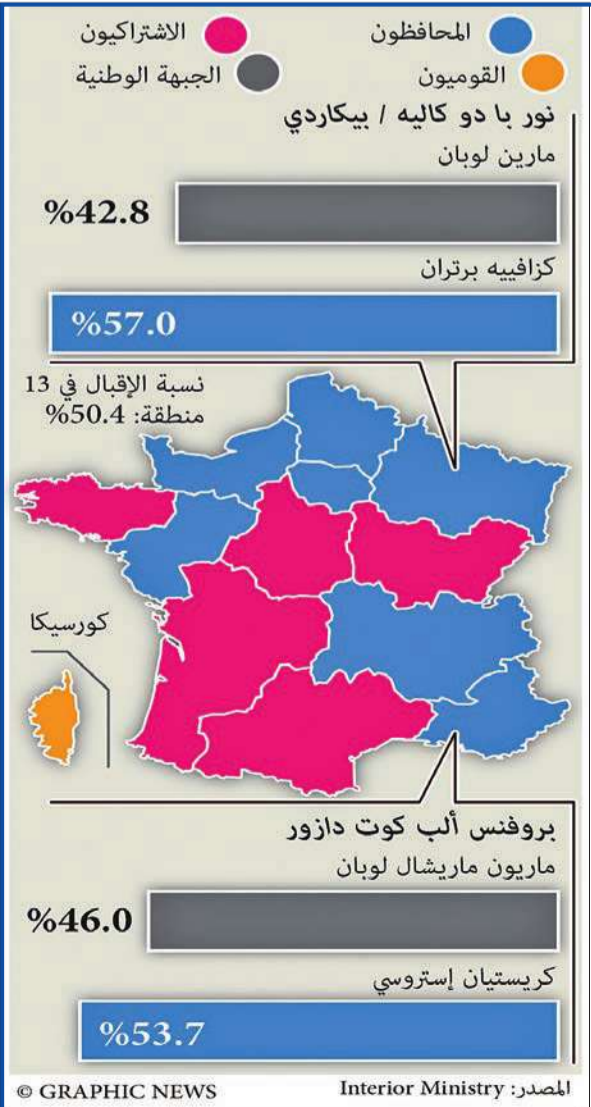 المحافظون
الاشتراكيون
القوميون
الجبهة الوطنية
نور با دو كاليه / بيكاردي
مارين لوبان
%42.8
كزافييه برتران
%57.0
نسبة الإقبال في 13
منطقة: 50.4%
كورسيكا
بروفنس ألب كوت دازور
ماريون ماريشال لوبان
%46.0
كريستيان إستروسي
%53.7
المصدر: Interior Ministry
© GRAPHIC NEWS